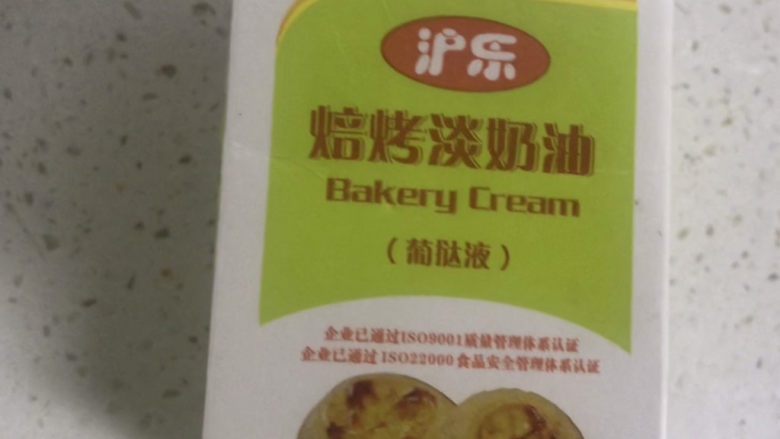 沪乐
焙烤淡奶油
Bakery Cream
（葡肽液）
企业已通过ISO9001质量管理体系认证
企业已通过ISO22000食品安全管理体系认证